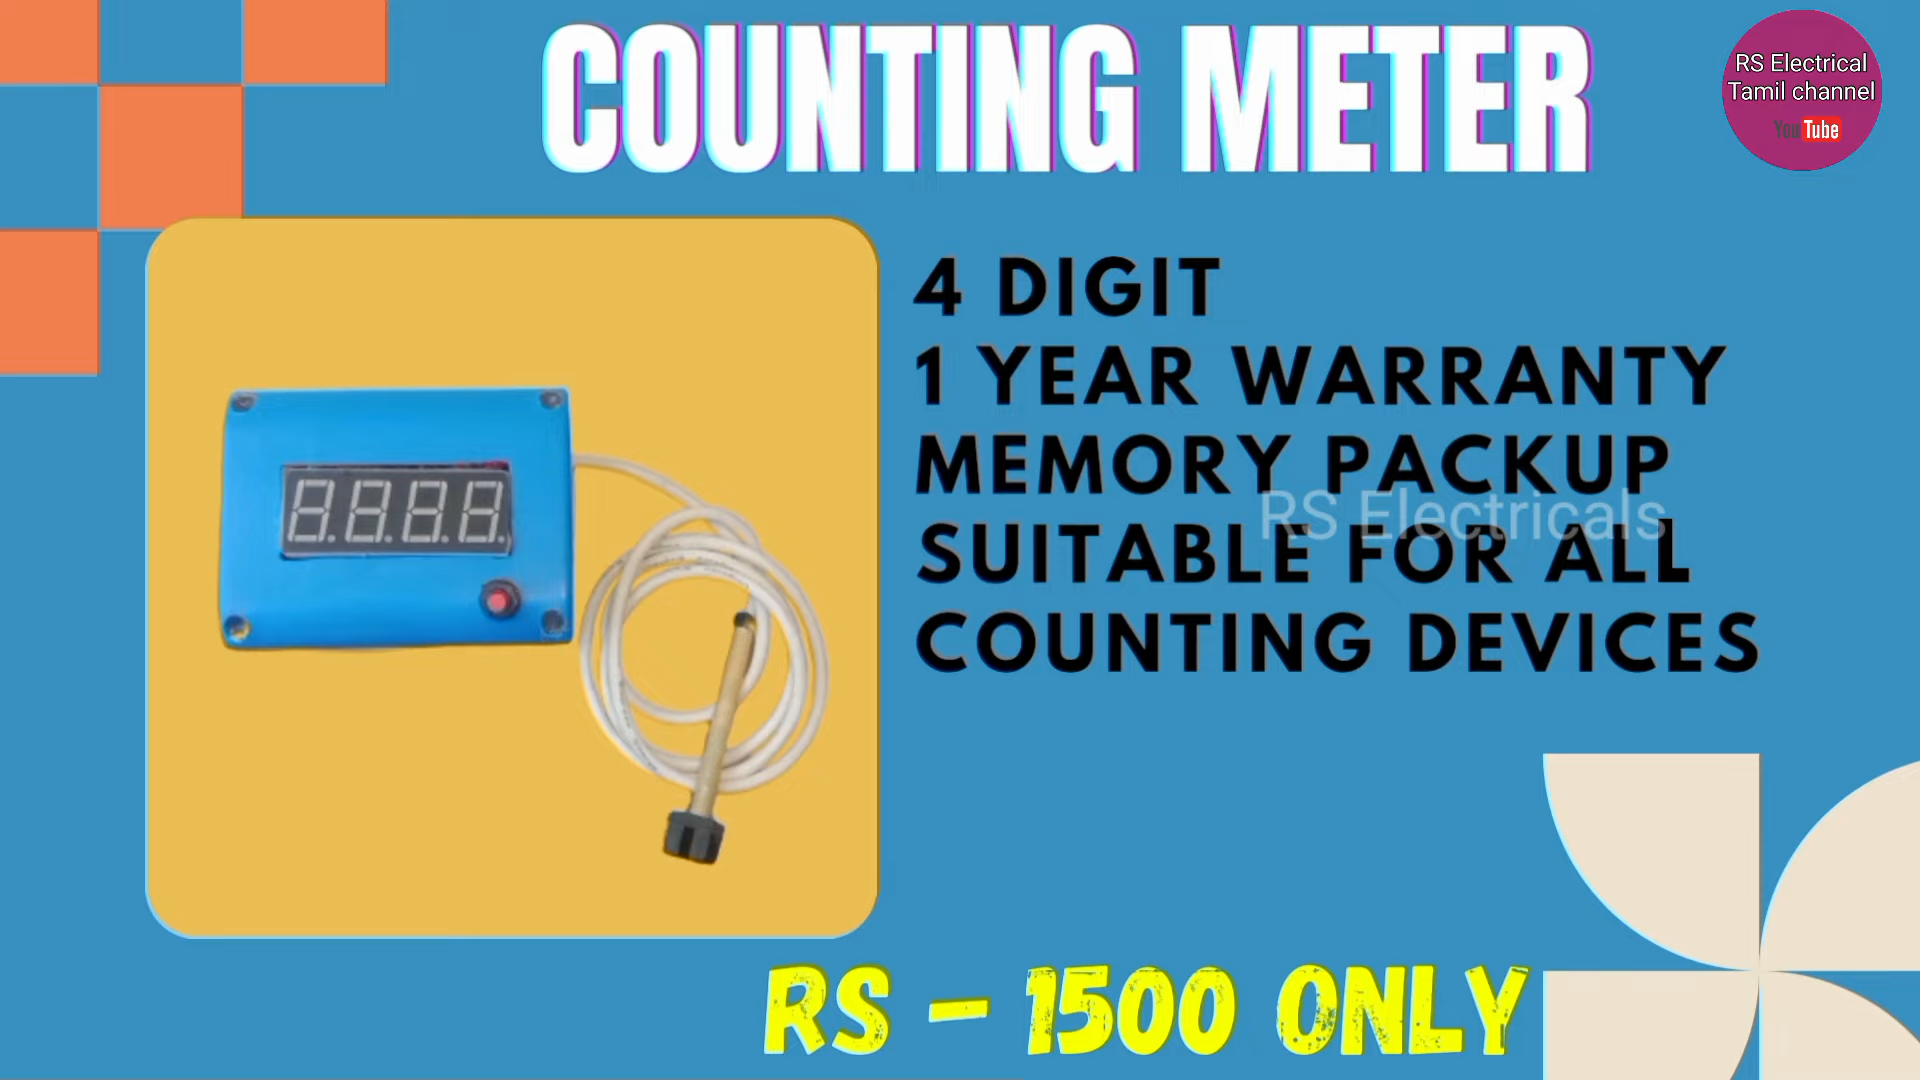 COUNTING METER
RS Electrical
Tamil channel
YouTube
4 DIGIT
1 YEAR WARRANTY
MEMORY PACKUP
RS Electricals
SUITABLE FOR ALL
COUNTING DEVICES
RS - 1500 ONLY